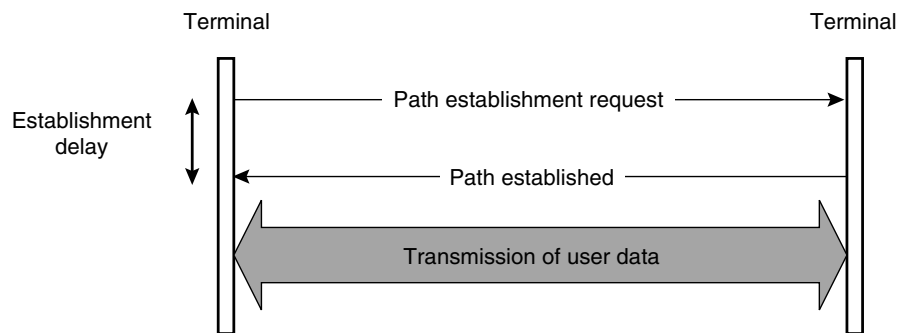 Terminal
Terminal
Path establishment request
Establishment
delay
Path established
Transmission of user data